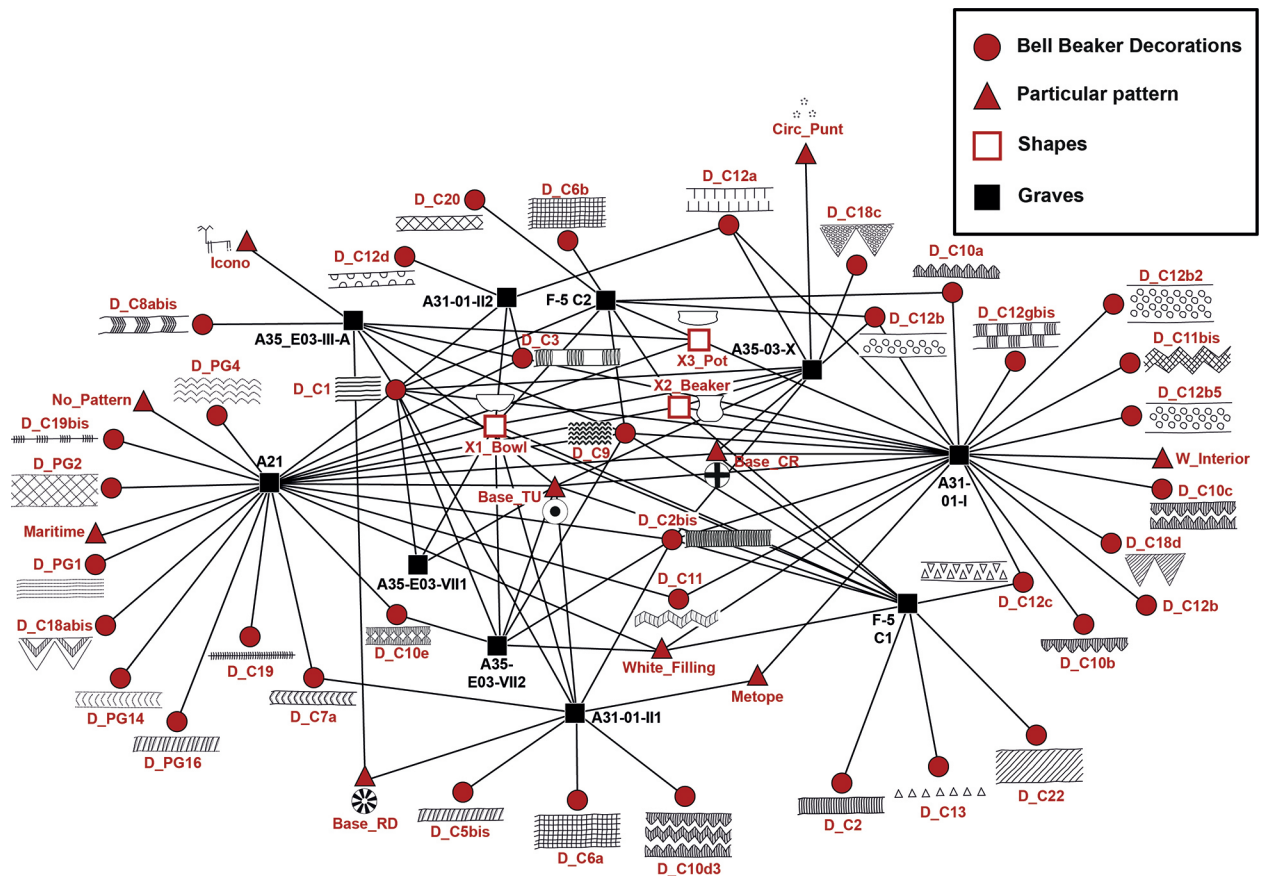 Bell Beaker Decorations
Particular pattern
Shapes
Graves
Circ_Punt
D_C12a
D_C6b
D_C20
D_C18c
D_C10a
Icono
D_C12d
D_C12b2
D_C8abis
A31-01-II2
F-5 C2
D_C12b
D_C12gbis
A35_E03-III-A
D_C3
X3_Pot
A35-03-X
D_C11bis
D_PG4
D_C1
X2_Beaker
D_C12b5
No_Pattern
D_C19bis
X1_Bowl
D_C9
Base_CR
W_Interior
A21
D_PG2
A31-
01-I
D_C10c
Base_TU
Maritime
D_C2bis
D_C18d
D_PG1
A35-E03-VII1
D_C11
D_C12c
D_C12b
F-5
C1
D_C18abis
D_C10e
D_C10b
D_C19
A35-
E03-VII2
White_Filling
Metope
D_PG14
D_C7a
A31-01-II1
D_PG16
D_C22
Base_RD
D_C5bis
D_C6a
D_C10d3
D_C2
D_C13